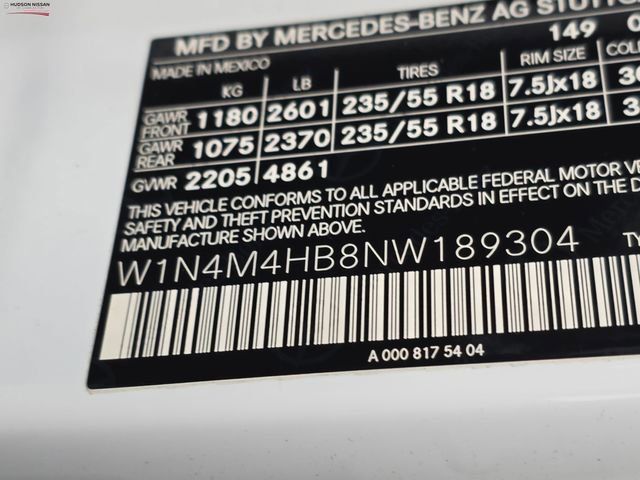 HUDSON NISSAN
MFD BY MERCEDES-BENZ AG
MADE IN MEXICO 149
KG LB TIRES RIM SIZE
GAWR FRONT 1180 2601 235/55 R18 7.5Jx18
GAWR REAR 1075 2370 235/55 R18 7.5Jx18
GVWR 2205 4861
THIS VEHICLE CONFORMS TO ALL APPLICABLE FEDERAL MOTOR
SAFETY AND THEFT PREVENTION STANDARDS IN EFFECT ON THE
MANUFACTURE SHOWN ABOVE.
W1N4M4HB8NW189304
A 000 817 54 04